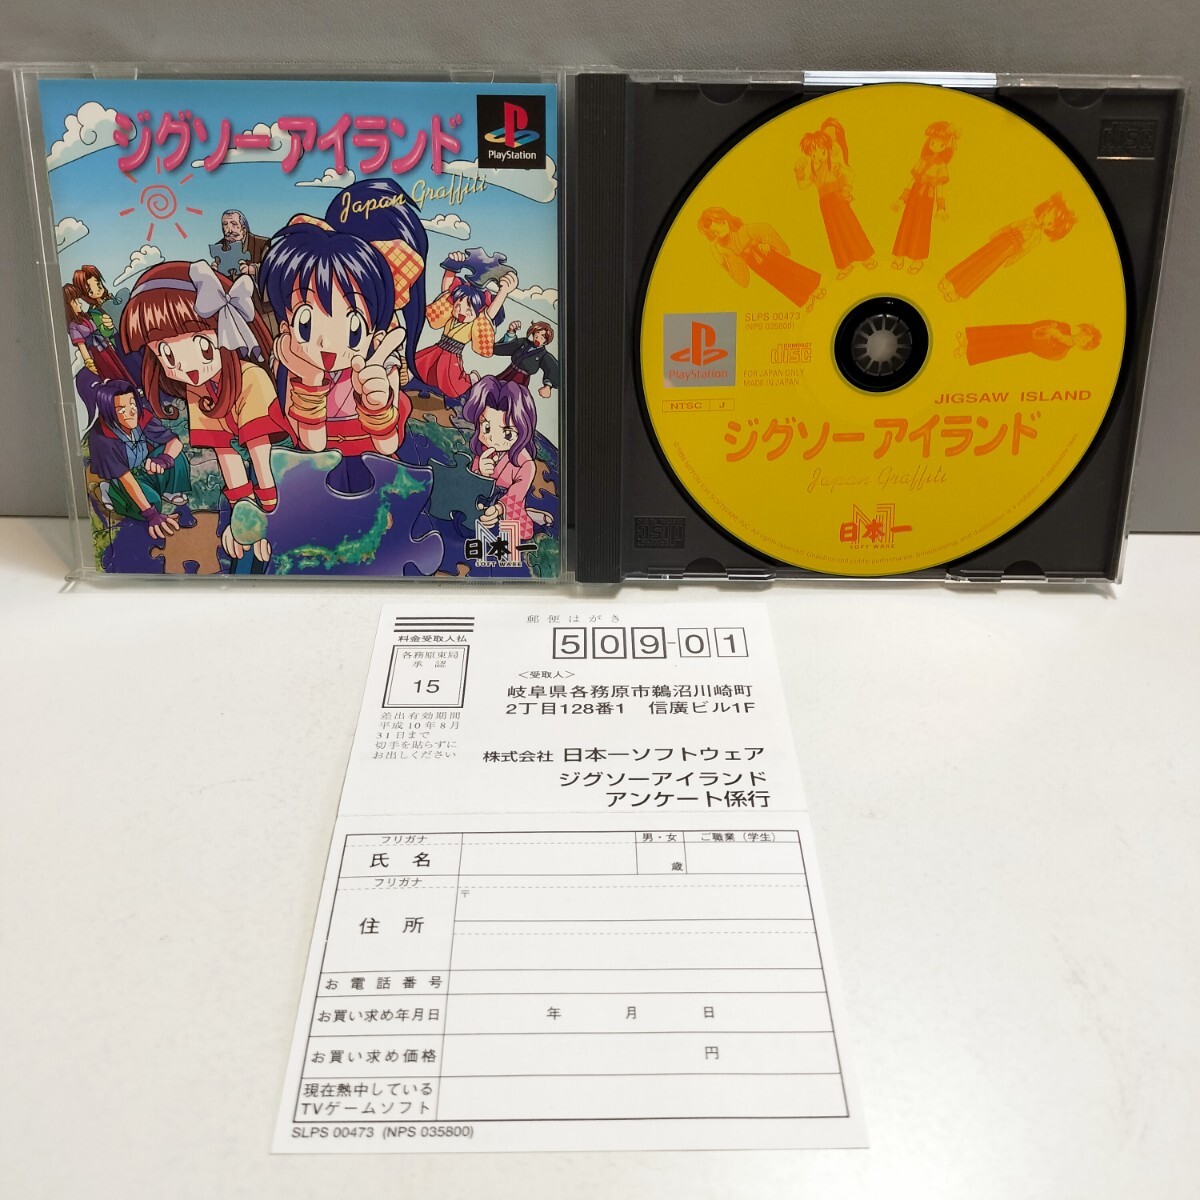 ジグソーアイランド
Japan Graffiti
PlayStation
日本一
SOFT WARE
SLPS 00473
(NPS 035800)
PlayStation
COMPACT
disc
FOR JAPAN ONLY
MADE IN JAPAN
NTSC J
JIGSAW ISLAND
ジグソーアイランド
Japan Graffiti
日本一
SOFT WARE
郵便はがき
料金受取人払
各務原東局
承認
15
差出有効期間
平成10年8月
31日まで
切手を貼らずに
お出しください
509-01
<受取人>
岐阜県各務原市鵜沼川崎町
2丁目128番1 信廣ビル1F
株式会社 日本一ソフトウェア
ジグソーアイランド
アンケート係行
フリガナ
氏名
男・女
歳
ご職業(学生)
フリガナ
住所
〒
お電話番号
お買い求め年月日
年 月 日
お買い求め価格
円
現在熱中している
TVゲームソフト
SLPS 00473 (NPS 035800)